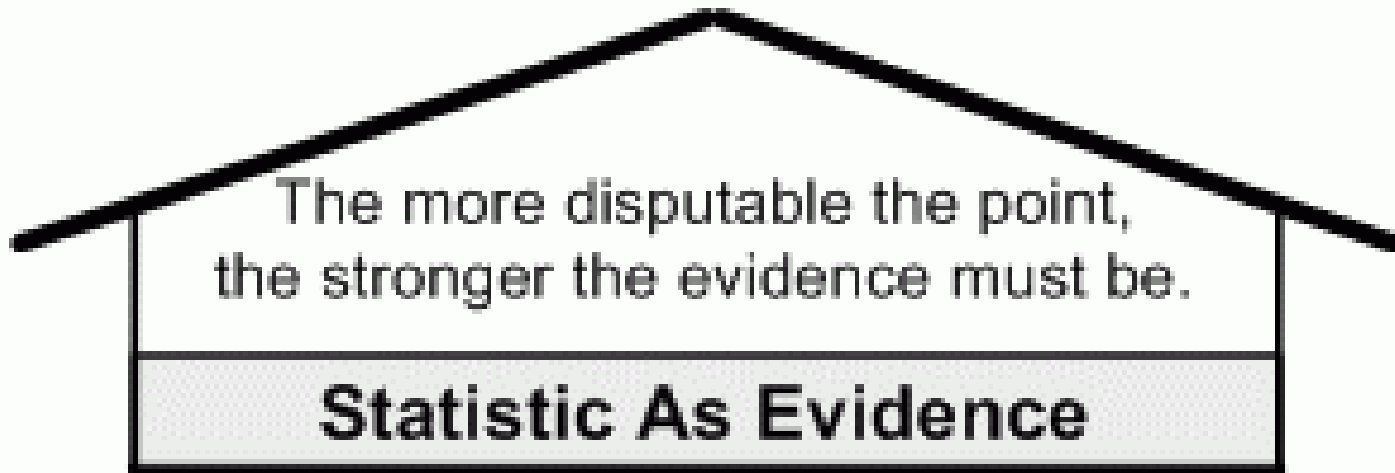 The more disputable the point,
the stronger the evidence must be.
Statistic As Evidence